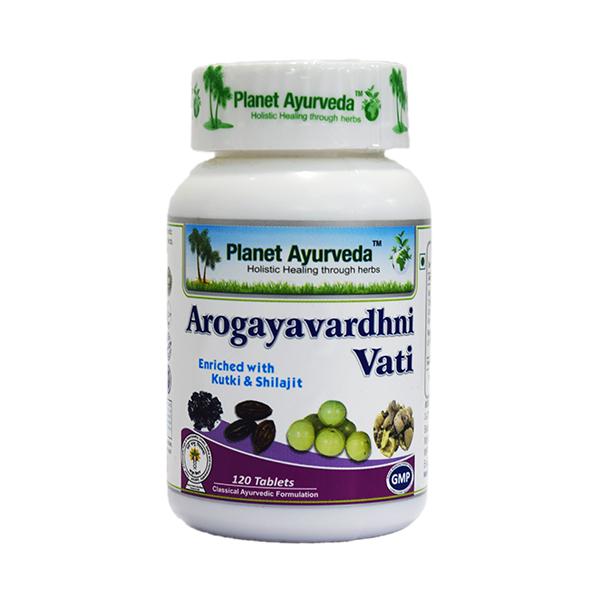 Planet Ayurveda™
Holistic Healing through herbs
Planet Ayurveda™
Holistic Healing through herbs
Arogayavardhni
Vati
Enriched with
Kutki & Shilajit
120 Tablets
Classical Ayurvedic Formulation
GMP